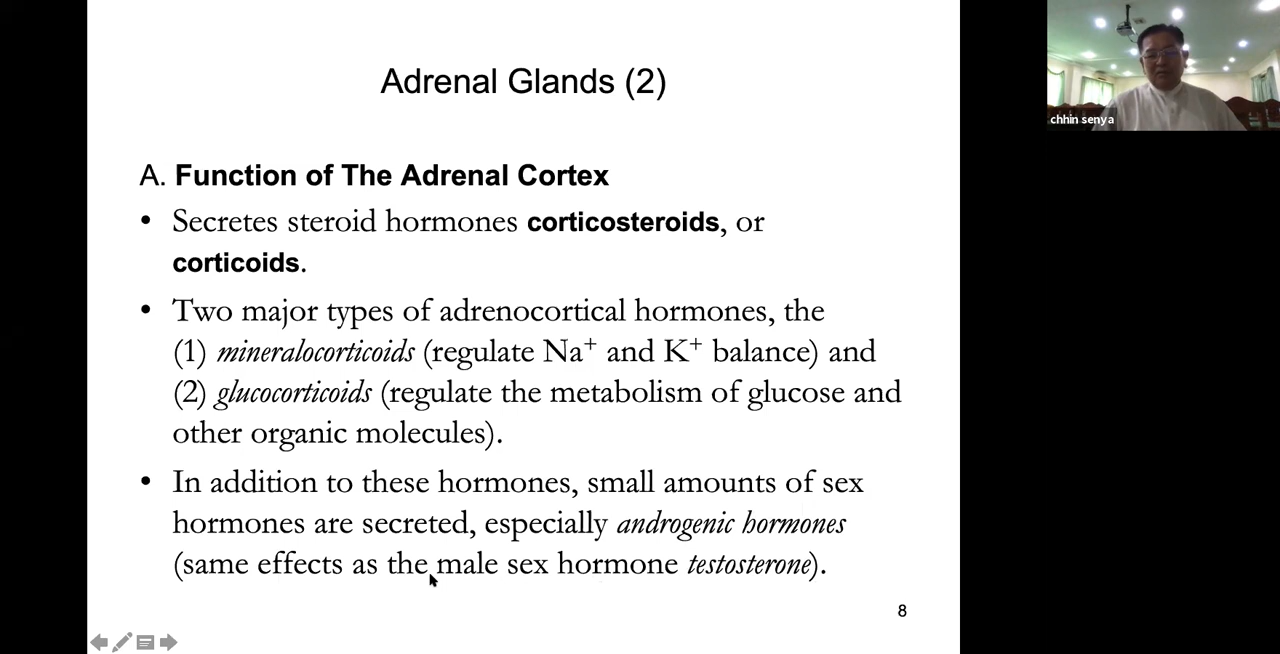 Adrenal Glands (2)
A. Function of The Adrenal Cortex
• Secretes steroid hormones corticosteroids, or
corticoids.
• Two major types of adrenocortical hormones, the
(1) mineralocorticoids (regulate Na⁺ and K⁺ balance) and
(2) glucocorticoids (regulate the metabolism of glucose and
other organic molecules).
• In addition to these hormones, small amounts of sex
hormones are secreted, especially androgenic hormones
(same effects as the male sex hormone testosterone).
8
chhin senya